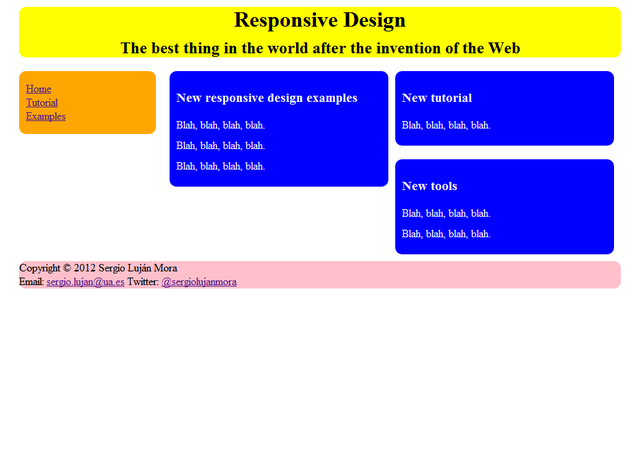 Responsive Design
The best thing in the world after the invention of the Web
Home
Tutorial
Examples
New responsive design examples
Blah, blah, blah, blah.
Blah, blah, blah, blah.
Blah, blah, blah, blah.
New tutorial
Blah, blah, blah, blah.
New tools
Blah, blah, blah, blah.
Blah, blah, blah, blah.
Copyright © 2012 Sergio Luján Mora
Email: sergio.lujan@ua.es Twitter: @sergiolujanmora